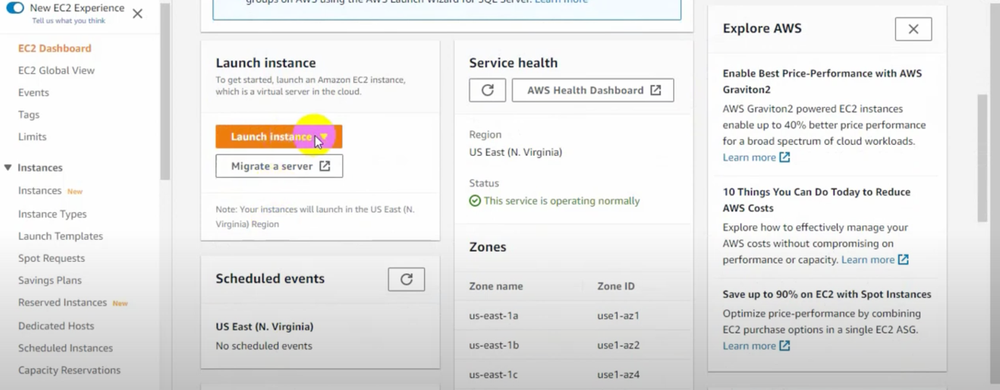 New EC2 Experience
Tell us what you think
EC2 Dashboard
EC2 Global View
Events
Tags
Limits
Instances
Instances New
Instance Types
Launch Templates
Spot Requests
Savings Plans
Reserved Instances New
Dedicated Hosts
Scheduled Instances
Capacity Reservations
groups on AWS using the AWS Launch Wizard for SQL Server. Learn more
Launch instance
To get started, launch an Amazon EC2 instance,
which is a virtual server in the cloud.
Launch instance
Migrate a server
Note: Your instances will launch in the US East (N.
Virginia) Region
Scheduled events
US East (N. Virginia)
No scheduled events
Service health
AWS Health Dashboard
Region
US East (N. Virginia)
Status
This service is operating normally
Zones
Zone name Zone ID
us-east-1a use1-az1
us-east-1b use1-az2
us-east-1c use1-az4
Explore AWS
Enable Best Price-Performance with AWS
Graviton2
AWS Graviton2 powered EC2 instances
enable up to 40% better price performance
for a broad spectrum of cloud workloads.
Learn more
10 Things You Can Do Today to Reduce
AWS Costs
Explore how to effectively manage your
AWS costs without compromising on
performance or capacity. Learn more
Save up to 90% on EC2 with Spot Instances
Optimize price-performance by combining
EC2 purchase options in a single EC2 ASG.
Learn more